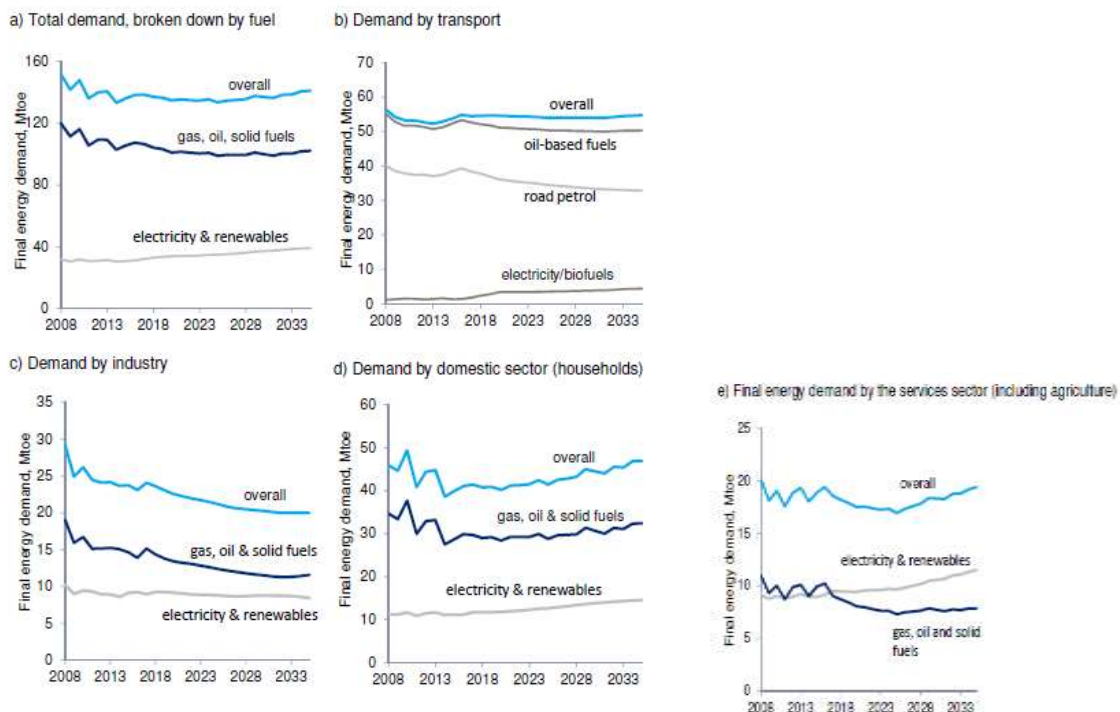 a) Total demand, broken down by fuel
Final energy demand, Mtoe
160
120
80
40
0
overall
gas, oil, solid fuels
electricity & renewables
2008 2013 2018 2023 2028 2033
b) Demand by transport
Final energy demand, Mtoe
70
60
50
40
30
20
10
0
overall
oil-based fuels
road petrol
electricity/biofuels
2008 2013 2018 2023 2028 2033
c) Demand by industry
Final energy demand, Mtoe
35
30
25
20
15
10
5
0
overall
gas, oil & solid fuels
electricity & renewables
2008 2013 2018 2023 2028 2033
d) Demand by domestic sector (households)
Final energy demand, Mtoe
60
50
40
30
20
10
0
overall
gas, oil & solid fuels
electricity & renewables
2008 2013 2018 2023 2028 2033
e) Final energy demand by the services sector (including agriculture)
Final energy demand, Mtoe
25
20
15
10
5
0
overall
electricity & renewables
gas, oil and solid
fuels
2008 2013 2018 2023 2028 2033